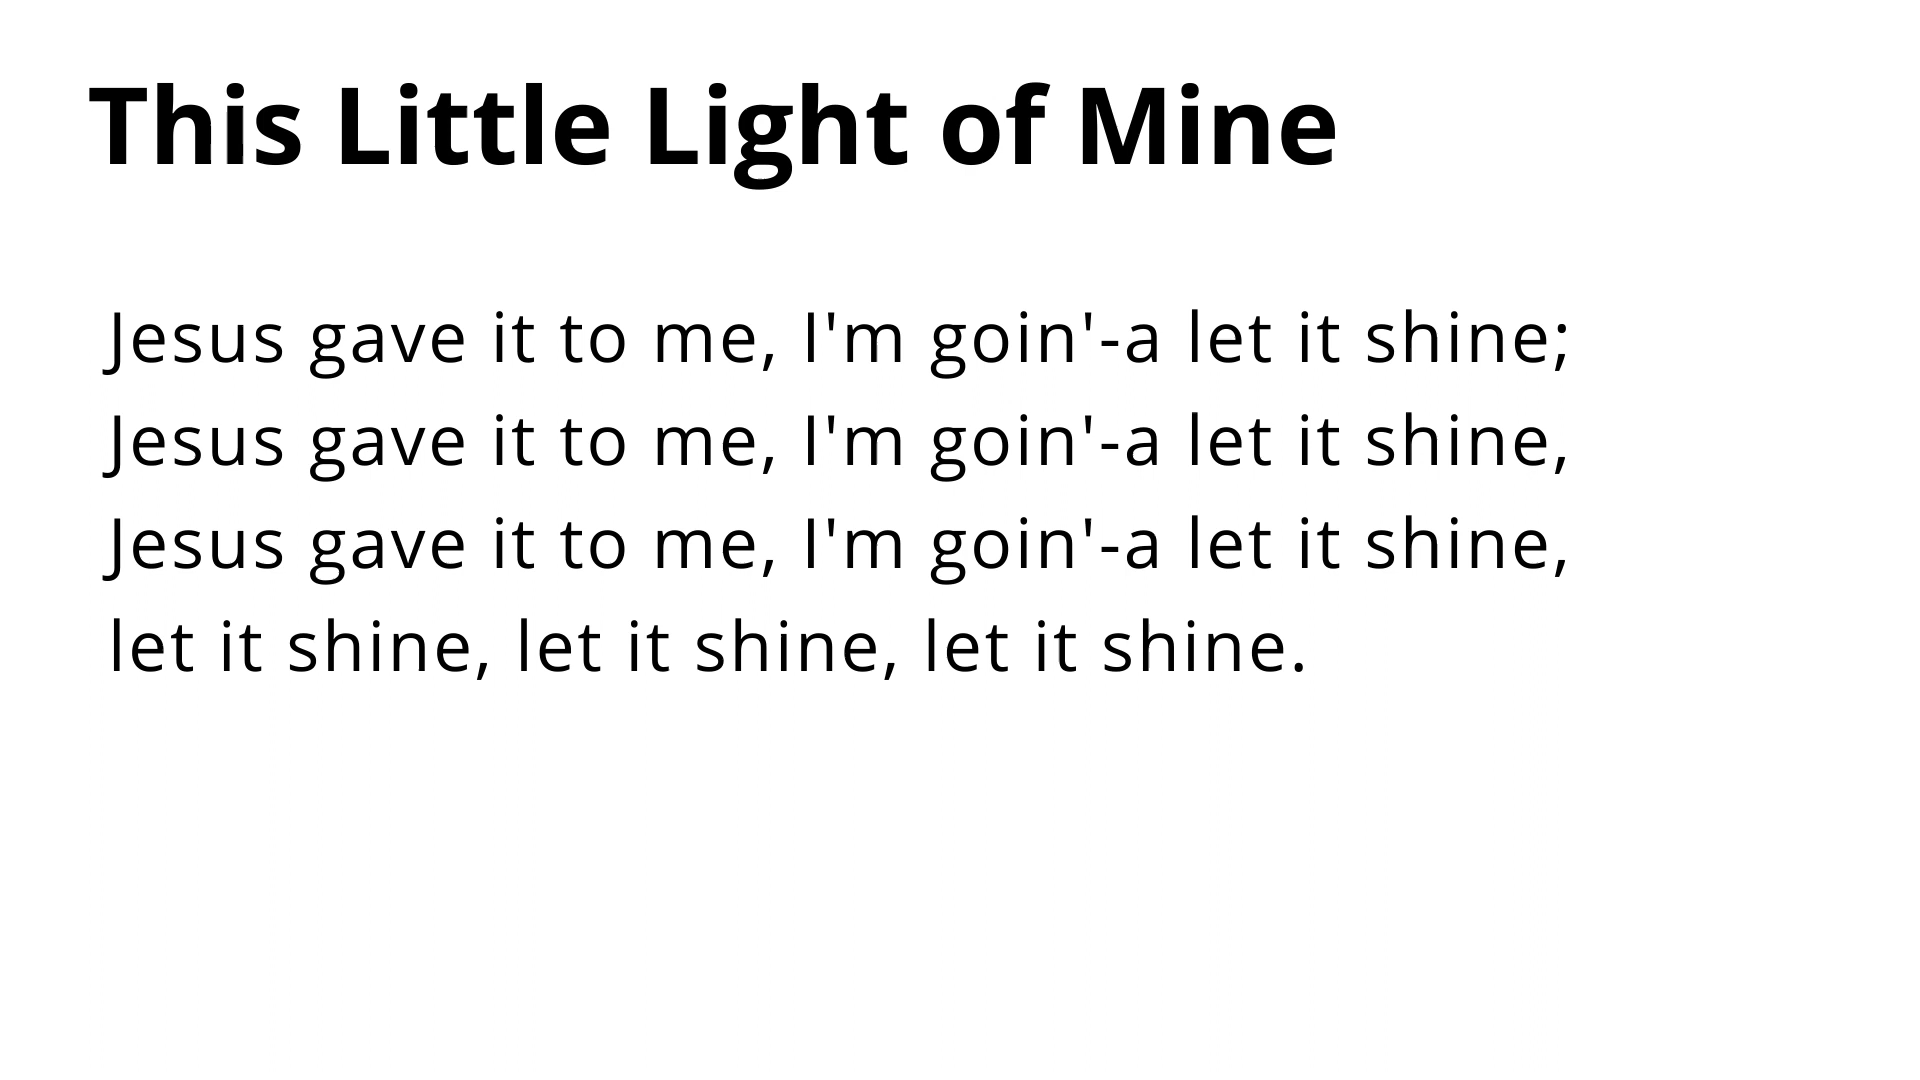 This Little Light of Mine
Jesus gave it to me, I'm goin'-a let it shine;
Jesus gave it to me, I'm goin'-a let it shine,
Jesus gave it to me, I'm goin'-a let it shine,
let it shine, let it shine, let it shine.